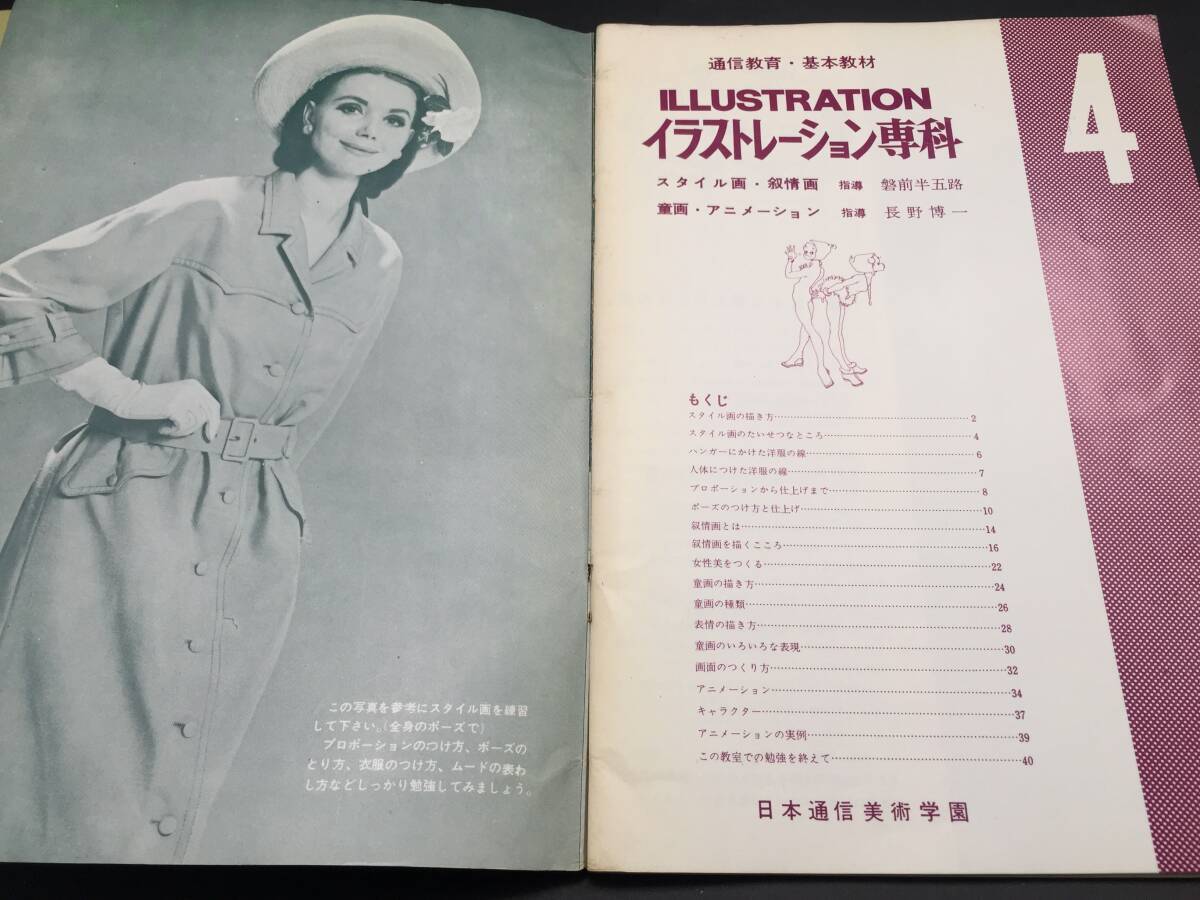 この写真を参考にスタイル画を練習
して下さい。(全身のポーズで)
プロポーションのつけ方、ポーズの
とり方、衣服のつけ方、ムードの表わ
し方などしっかり勉強してみましょう。
通信教育・基本教材
4
ILLUSTRATION
イラストレーション専科
スタイル画・叙情画 指導 磐前半五路
童画・アニメーション 指導 長野博一
もくじ
スタイル画の描き方……2
スタイル画のたいせつなところ……4
ハンガーにかけた洋服の線……6
人体につけた洋服の線……7
プロポーションから仕上げまで……8
ポーズのつけ方と仕上げ……10
叙情画とは……14
叙情画を描くこころ……16
女性美をつくる……22
童画の描き方……24
童画の種類……26
表情の描き方……28
童画のいろいろな表現……30
画面のつくり方……32
アニメーション……34
キャラクター……37
アニメーションの実例……39
この教室での勉強を終えて……40
日本通信美術学園